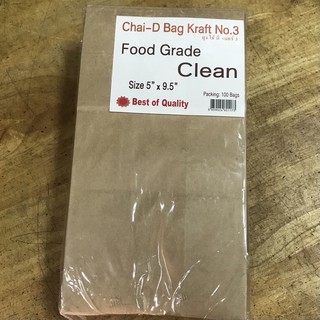 Chai-D Bag Kraft No.3
Food Grade
Clean
Size 5" x 9.5"
Best of Quality
Packing: 100 Bags